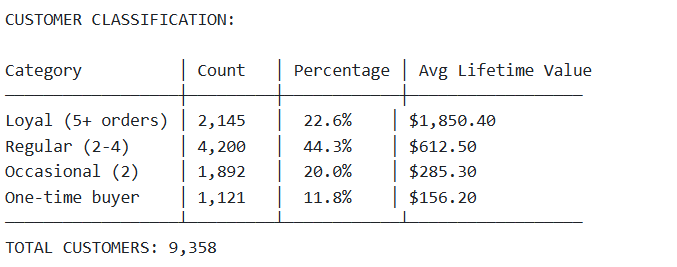 CUSTOMER CLASSIFICATION:
Category | Count | Percentage | Avg Lifetime Value
Loyal (5+ orders) | 2,145 | 22.6% | $1,850.40
Regular (2-4) | 4,200 | 44.3% | $612.50
Occasional (2) | 1,892 | 20.0% | $285.30
One-time buyer | 1,121 | 11.8% | $156.20
TOTAL CUSTOMERS: 9,358